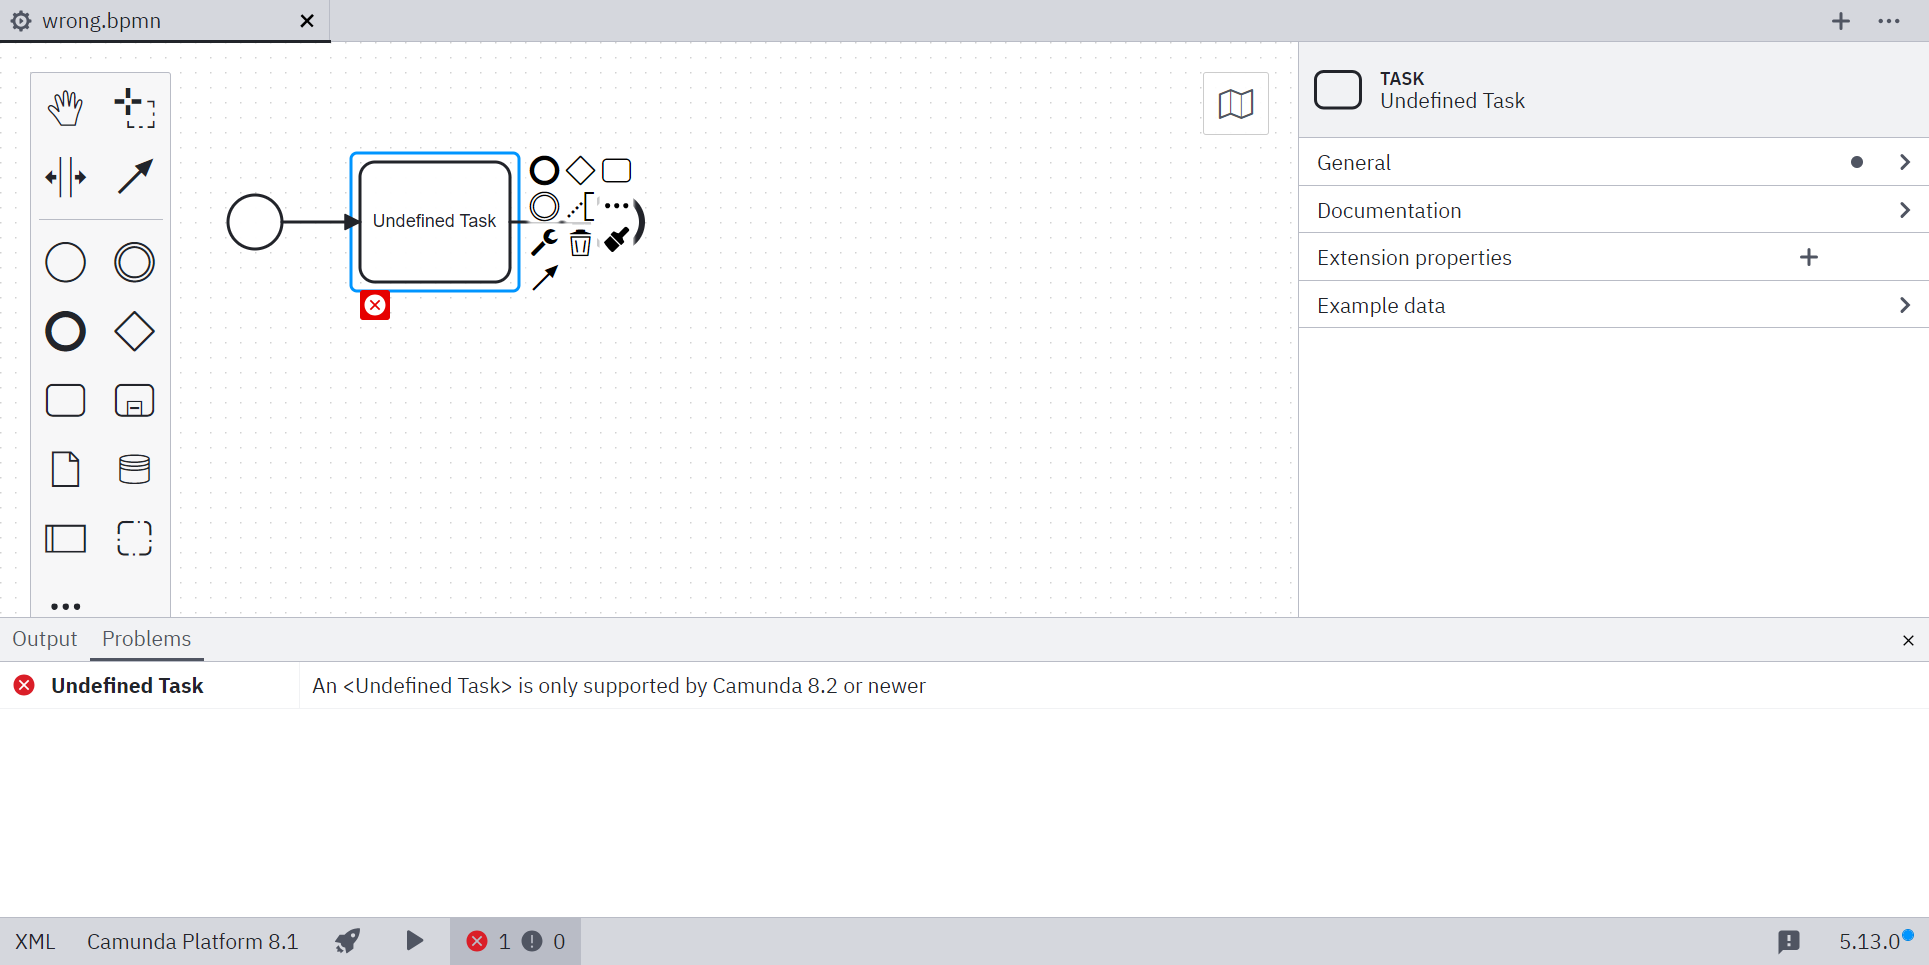 wrong.bpmn
TASK
Undefined Task
General
Documentation
Extension properties
Example data
Undefined Task
Output Problems
Undefined Task An <Undefined Task> is only supported by Camunda 8.2 or newer
XML Camunda Platform 8.1 1 0 5.13.0